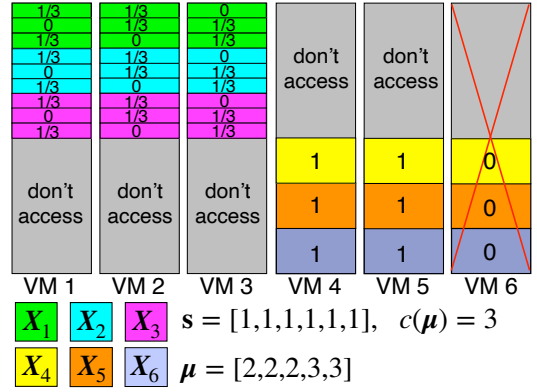 1/3 1/3 0
0 1/3 1/3
1/3 0 1/3
1/3 1/3 0
0 1/3 1/3
1/3 0 1/3
1/3 1/3 0
0 1/3 1/3
1/3 0 1/3
don't access don't access
don't access don't access don't access
1 1 0
1 1 0
1 1 0
VM 1 VM 2 VM 3 VM 4 VM 5 VM 6
X₁ X₂ X₃ s = [1,1,1,1,1,1], c(μ) = 3
X₄ X₅ X₆ μ = [2,2,2,3,3]